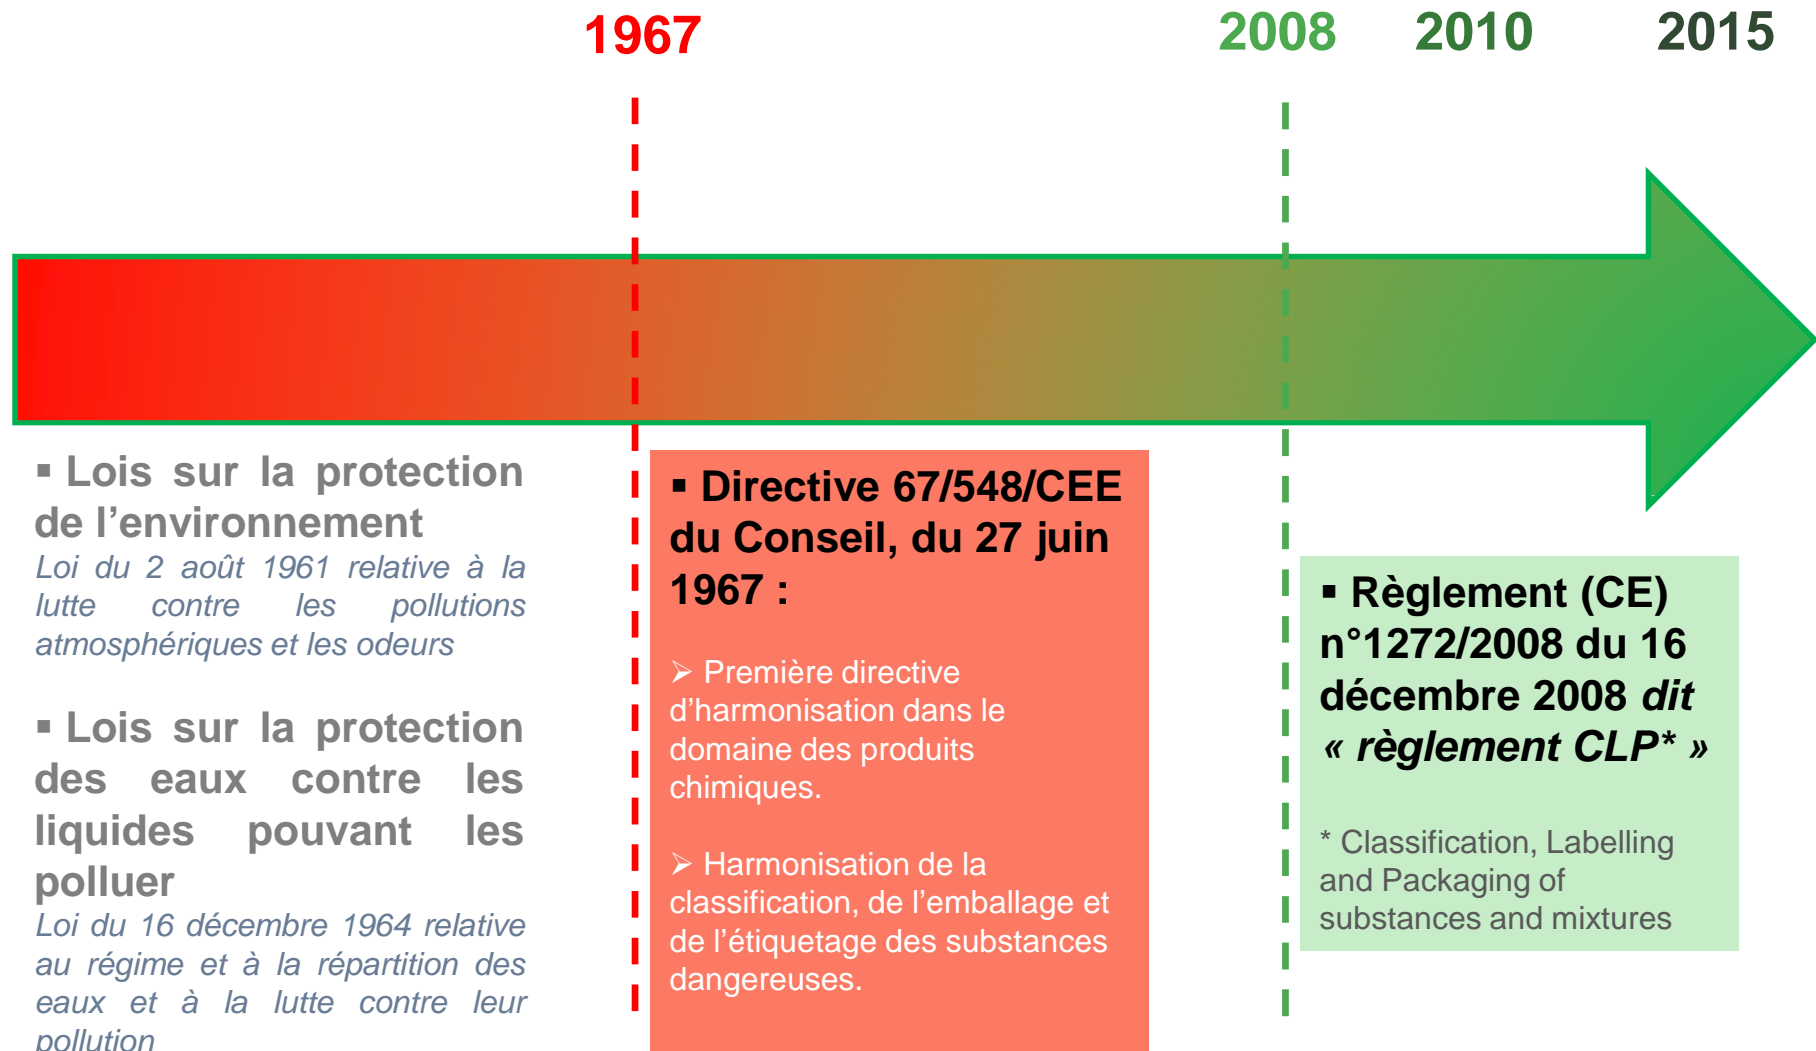 1967
2008
2010
2015
▪ Lois sur la protection
de l’environnement
Loi du 2 août 1961 relative à la
lutte contre les pollutions
atmosphériques et les odeurs
▪ Lois sur la protection
des eaux contre les
liquides pouvant les
polluer
Loi du 16 décembre 1964 relative
au régime et à la répartition des
eaux et à la lutte contre leur
pollution
▪ Directive 67/548/CEE
du Conseil, du 27 juin
1967 :
➢ Première directive
d’harmonisation dans le
domaine des produits
chimiques.
➢ Harmonisation de la
classification, de l’emballage et
de l’étiquetage des substances
dangereuses.
▪ Règlement (CE)
n°1272/2008 du 16
décembre 2008 dit
« règlement CLP* »
* Classification, Labelling
and Packaging of
substances and mixtures